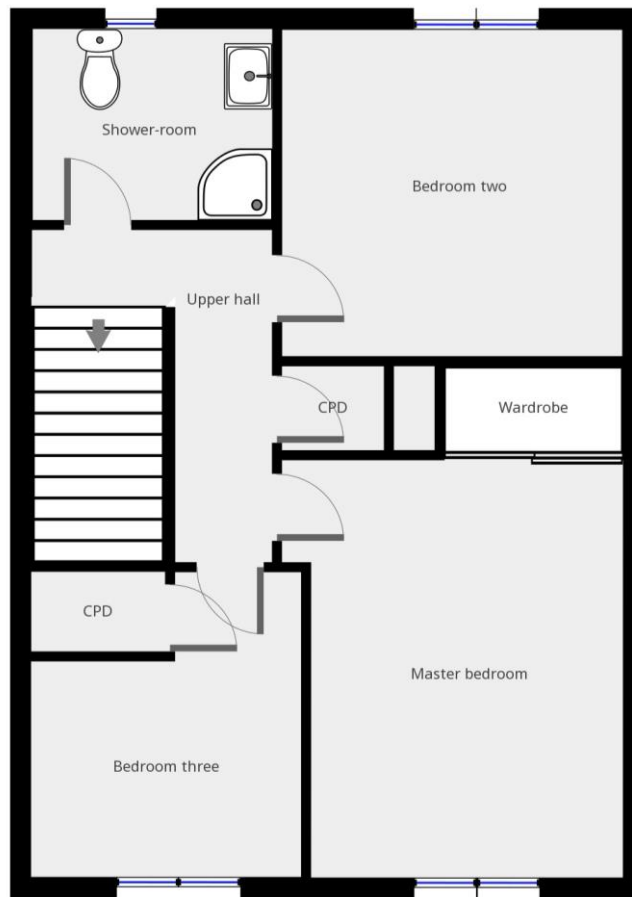 Shower-room
Bedroom two
Upper hall
CPD
Wardrobe
CPD
Master bedroom
Bedroom three